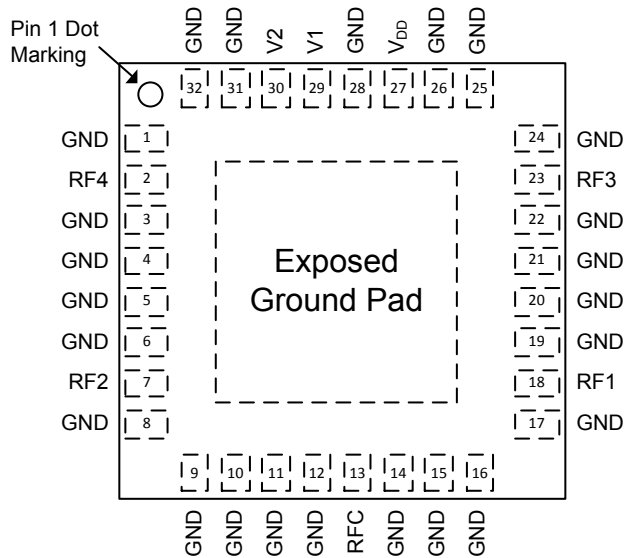 Pin 1 Dot
Marking
GND GND V2 V1 GND VDD GND GND
32 31 30 29 28 27 26 25
GND 1 24 GND
RF4 2 23 RF3
GND 3 22 GND
GND 4 21 GND
GND 5 20 GND
GND 6 19 GND
RF2 7 18 RF1
GND 8 17 GND
Exposed
Ground Pad
9 10 11 12 13 14 15 16
GND GND GND GND RFC GND GND GND